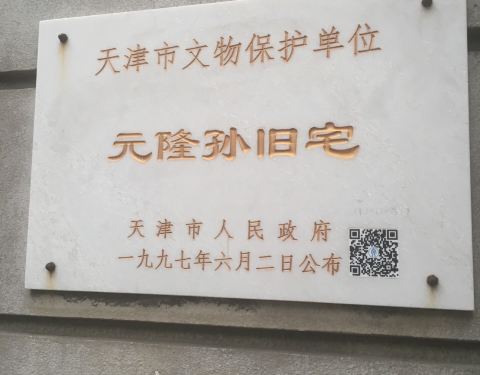 天津市文物保护单位
元隆孙旧宅
天津市人民政府
一九九七年六月二日公布